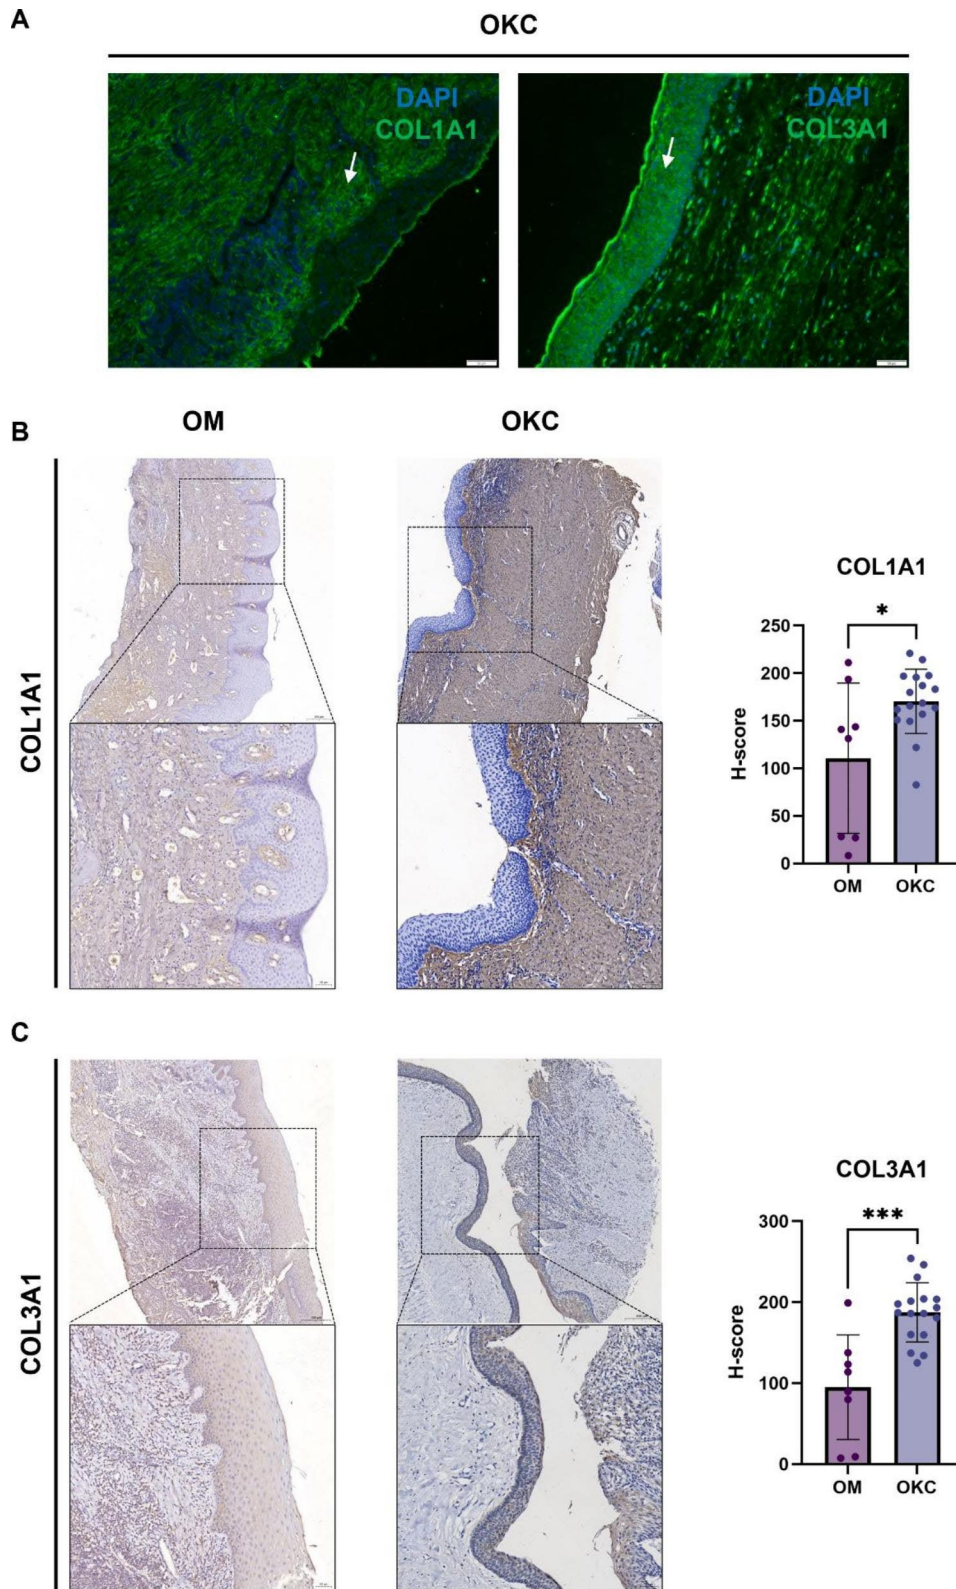 A
OKC
DAPI
COL1A1
DAPI
COL3A1
B
OM
OKC
COL1A1
COL1A1
*
250
200
150
100
50
0
H-score
OM
OKC
C
COL3A1
COL3A1
***
300
200
100
0
H-score
OM
OKC